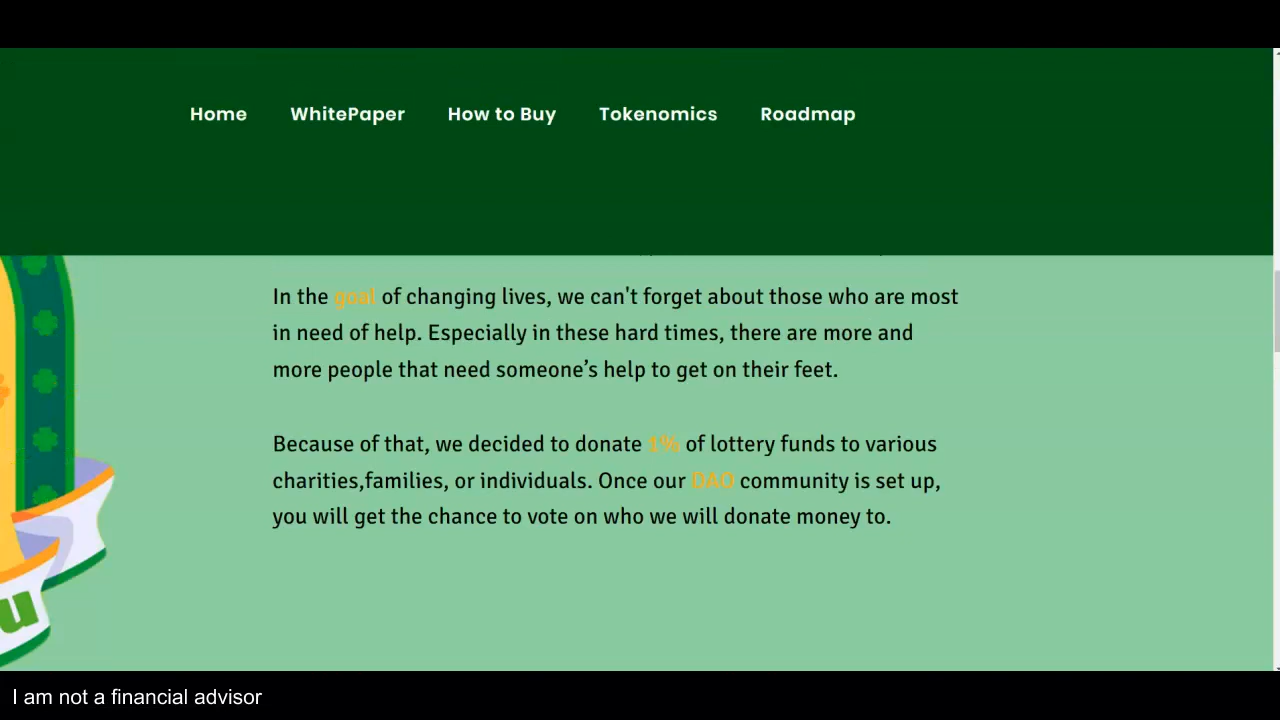 Home WhitePaper How to Buy Tokenomics Roadmap
In the goal of changing lives, we can't forget about those who are most
in need of help. Especially in these hard times, there are more and
more people that need someone’s help to get on their feet.
Because of that, we decided to donate 1% of lottery funds to various
charities,families, or individuals. Once our DAO community is set up,
you will get the chance to vote on who we will donate money to.
u
I am not a financial advisor